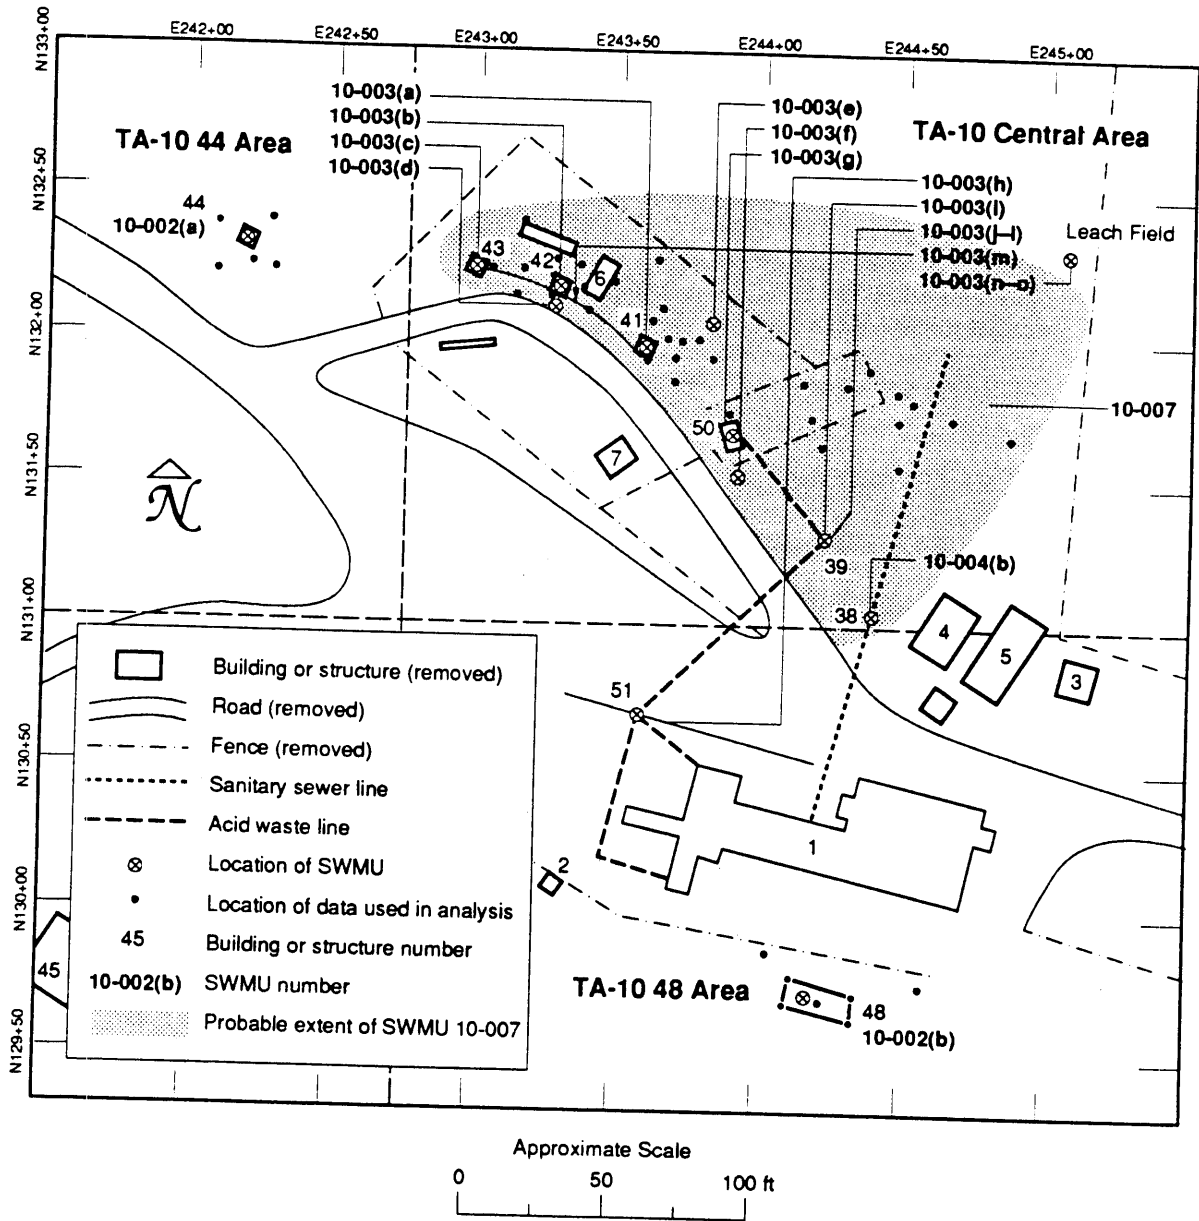 E242+00
E242+50
E243+00
E243+50
E244+00
E244+50
E245+00
N133+00
N132+50
N132+00
N131+50
N131+00
N130+50
N130+00
N129+50
TA-10 44 Area
10-003(a)
10-003(b)
10-003(c)
10-003(d)
10-003(e)
10-003(f)
10-003(g)
TA-10 Central Area
10-003(h)
10-003(i)
10-003(j–l)
10-003(m)
10-003(n–o)
Leach Field
44
10-002(a)
43
42
6
41
50
7
10-007
N
39
10-004(b)
38
4
5
3
51
1
2
45
TA-10 48 Area
48
10-002(b)
Building or structure (removed)
Road (removed)
Fence (removed)
Sanitary sewer line
Acid waste line
Location of SWMU
Location of data used in analysis
45 Building or structure number
10-002(b) SWMU number
Probable extent of SWMU 10-007
Approximate Scale
0 50 100 ft